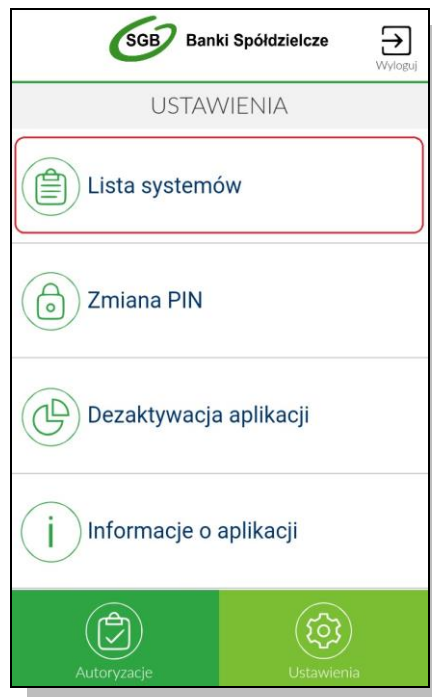 SGB Banki Spółdzielcze
Wyloguj
USTAWIENIA
Lista systemów
Zmiana PIN
Dezaktywacja aplikacji
i Informacje o aplikacji
Autoryzacje
Ustawienia